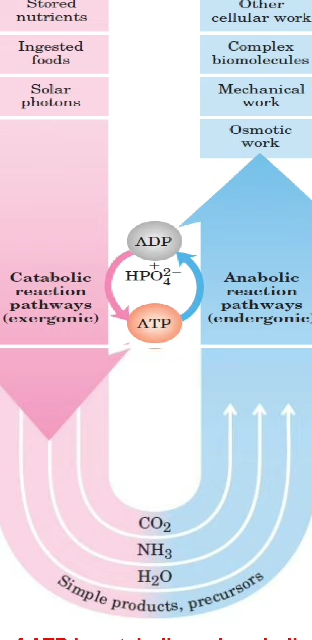 Stored
nutrients
Ingested
foods
Solar
photons
Other
cellular work
Complex
biomolecules
Mechanical
work
Osmotic
work
ADP
+
HPO₄²⁻
ATP
Catabolic
reaction
pathways
(exergonic)
Anabolic
reaction
pathways
(endergonic)
CO₂
NH₃
H₂O
Simple products, precursors